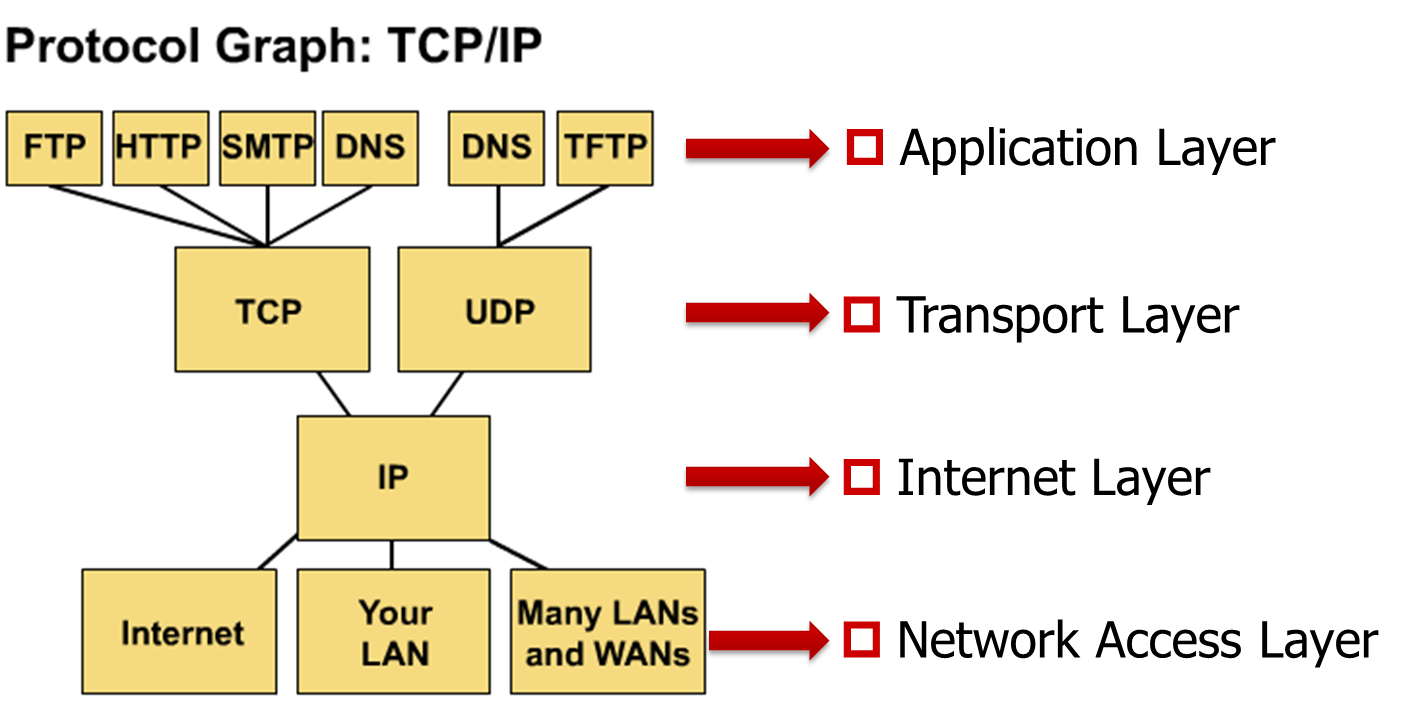 Protocol Graph: TCP/IP
FTP HTTP SMTP DNS DNS TFTP
Application Layer
TCP UDP
Transport Layer
IP
Internet Layer
Internet
Your
LAN
Many LANs
and WANs
Network Access Layer